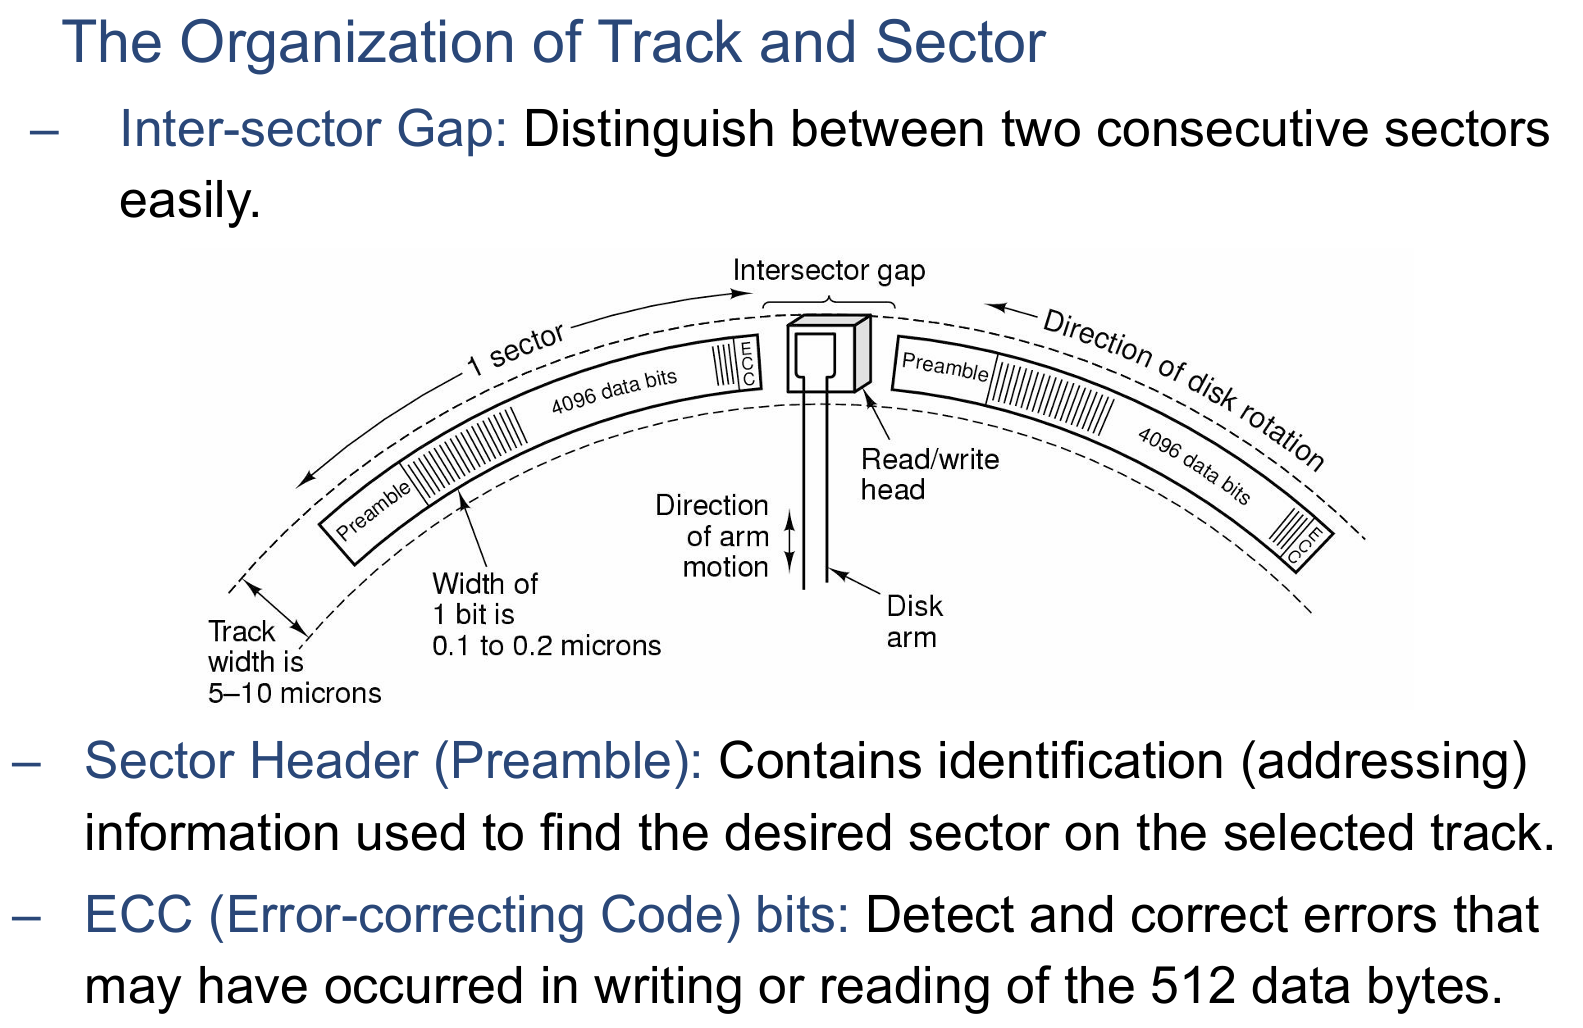 The Organization of Track and Sector
– Inter-sector Gap: Distinguish between two consecutive sectors
easily.
Intersector gap
1 sector
Direction of disk rotation
Preamble
4096 data bits
ECC
Preamble
4096 data bits
ECC
Read/write
head
Direction
of arm
motion
Width of
1 bit is
0.1 to 0.2 microns
Disk
arm
Track
width is
5–10 microns
– Sector Header (Preamble): Contains identification (addressing)
information used to find the desired sector on the selected track.
– ECC (Error-correcting Code) bits: Detect and correct errors that
may have occurred in writing or reading of the 512 data bytes.